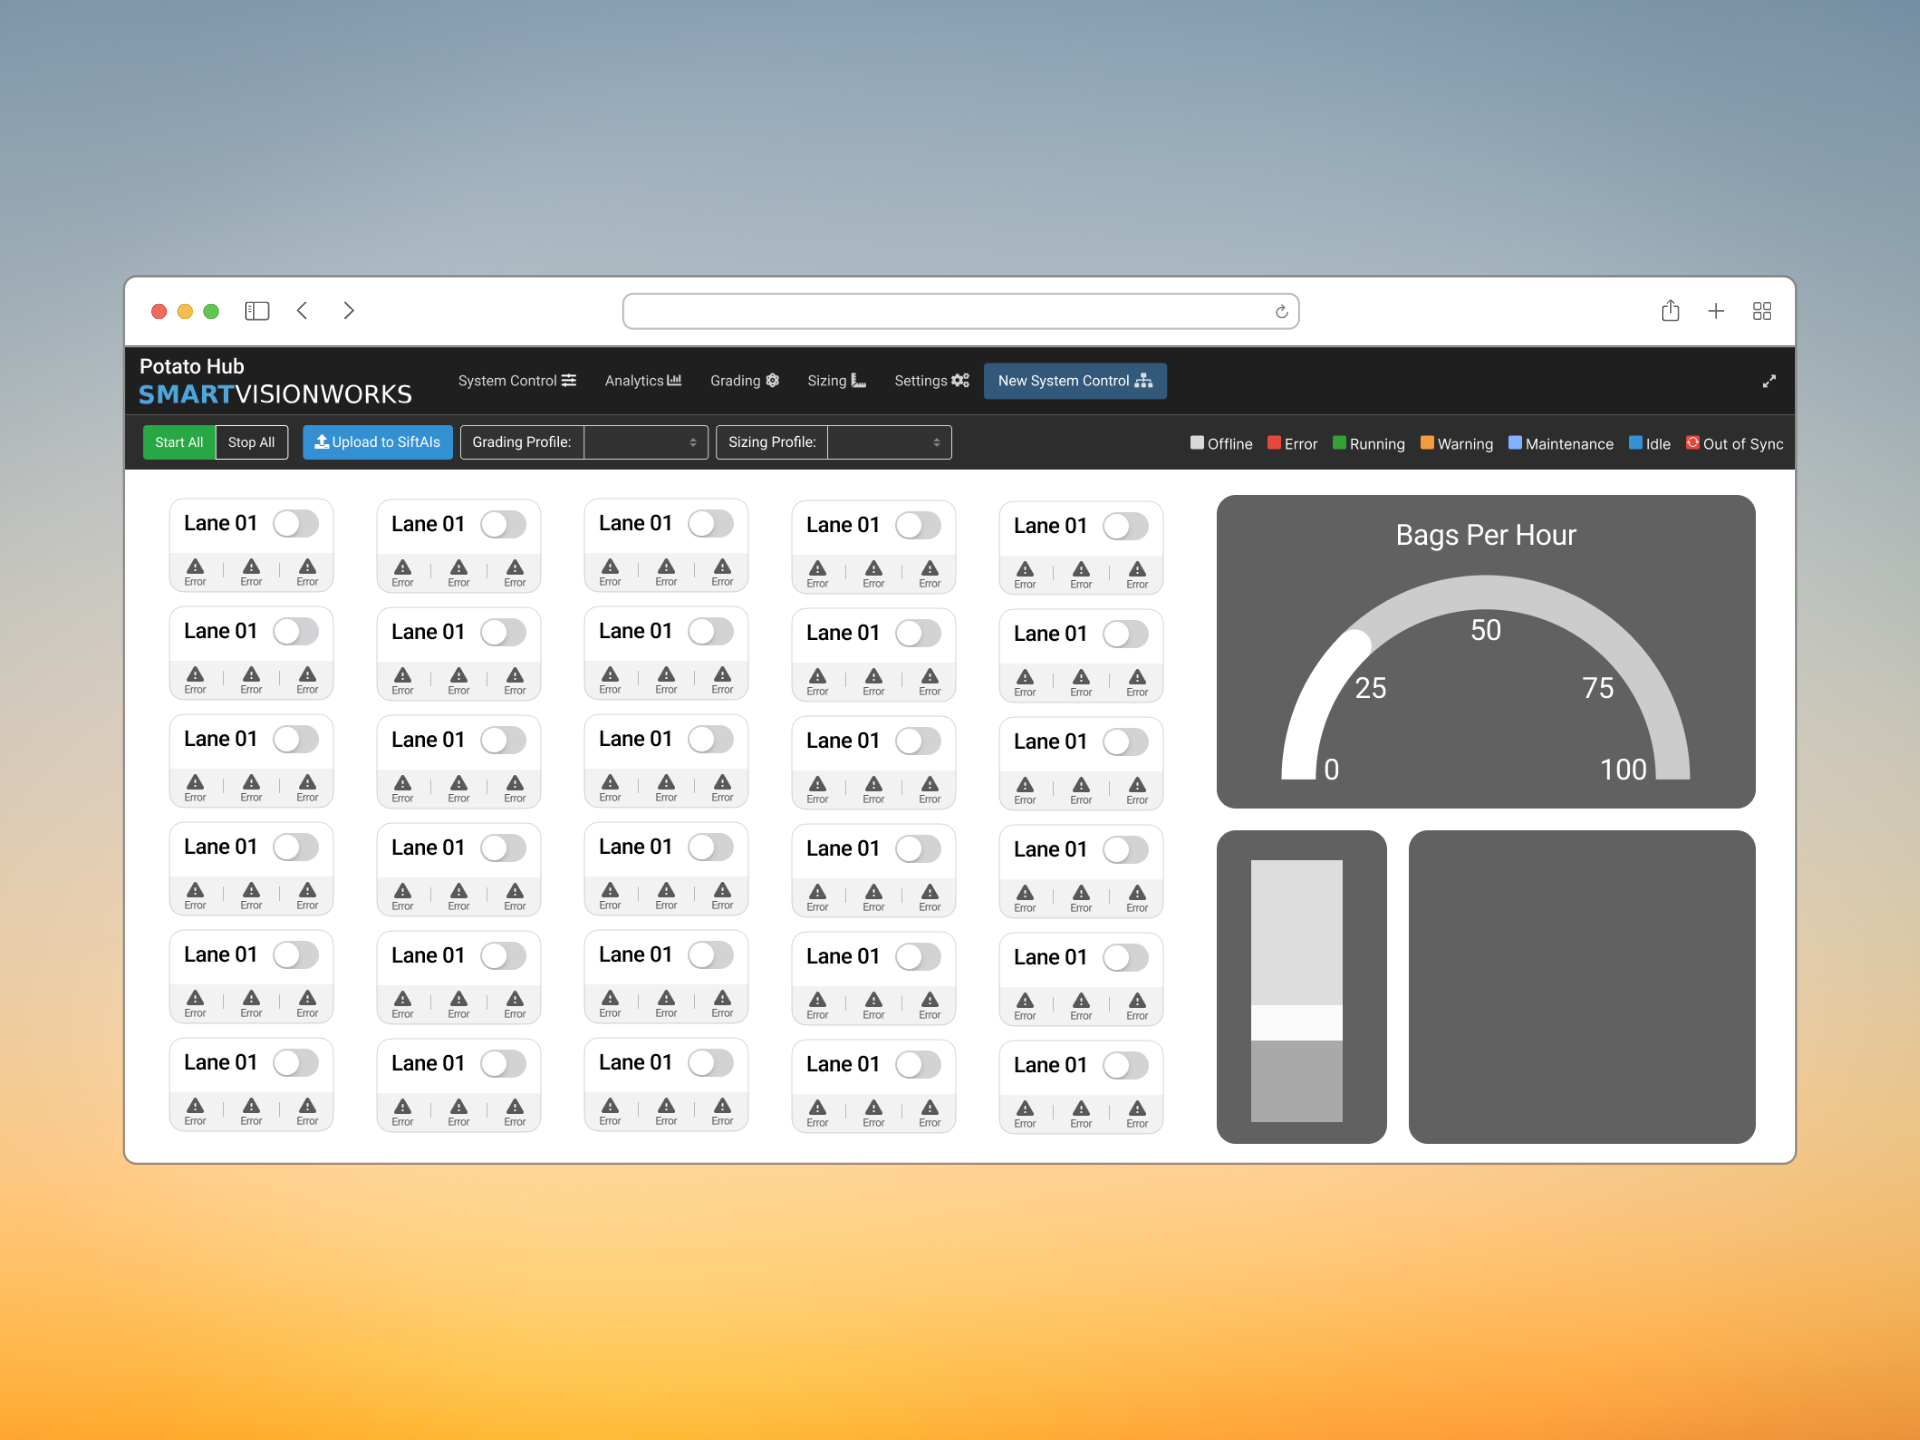 Potato Hub
SMARTVISIONWORKS
System Control
Analytics
Grading
Sizing
Settings
New System Control
Start All
Stop All
Upload to SiftAIs
Grading Profile:
Sizing Profile:
Offline
Error
Running
Warning
Maintenance
Idle
Out of Sync
Lane 01 Lane 01 Lane 01 Lane 01 Lane 01
Error Error Error Error Error Error Error Error Error Error Error Error Error Error Error
Lane 01 Lane 01 Lane 01 Lane 01 Lane 01
Error Error Error Error Error Error Error Error Error Error Error Error Error Error Error
Lane 01 Lane 01 Lane 01 Lane 01 Lane 01
Error Error Error Error Error Error Error Error Error Error Error Error Error Error Error
Lane 01 Lane 01 Lane 01 Lane 01 Lane 01
Error Error Error Error Error Error Error Error Error Error Error Error Error Error Error
Lane 01 Lane 01 Lane 01 Lane 01 Lane 01
Error Error Error Error Error Error Error Error Error Error Error Error Error Error Error
Lane 01 Lane 01 Lane 01 Lane 01 Lane 01
Error Error Error Error Error Error Error Error Error Error Error Error Error Error Error
Bags Per Hour
50
25
75
0
100